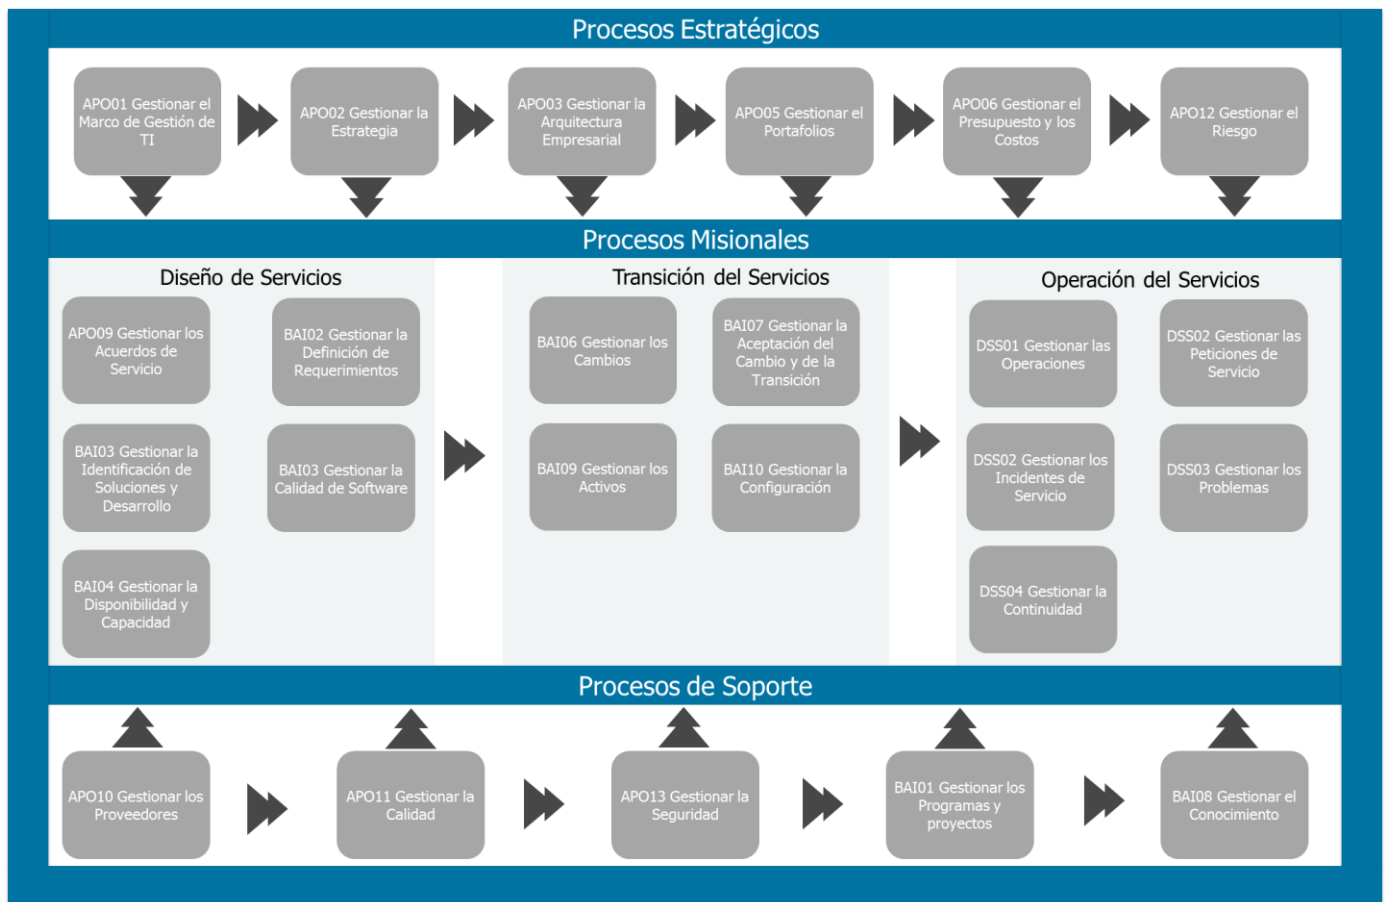 Procesos Estratégicos
APO01 Gestionar el
Marco de Gestión de
TI
APO02 Gestionar la
Estrategia
APO03 Gestionar la
Arquitectura
Empresarial
APO05 Gestionar el
Portafolios
APO06 Gestionar el
Presupuesto y los
Costos
APO12 Gestionar el
Riesgo
Procesos Misionales
Diseño de Servicios
APO09 Gestionar los
Acuerdos de
Servicio
BAI02 Gestionar la
Definición de
Requerimientos
BAI03 Gestionar la
Identificación de
Soluciones y
Desarrollo
BAI03 Gestionar la
Calidad de Software
BAI04 Gestionar la
Disponibilidad y
Capacidad
Transición del Servicios
BAI06 Gestionar los
Cambios
BAI07 Gestionar la
Aceptación del
Cambio y de la
Transición
BAI09 Gestionar los
Activos
BAI10 Gestionar la
Configuración
Operación del Servicios
DSS01 Gestionar las
Operaciones
DSS02 Gestionar las
Peticiones de
Servicio
DSS02 Gestionar los
Incidentes de
Servicio
DSS03 Gestionar los
Problemas
DSS04 Gestionar la
Continuidad
Procesos de Soporte
APO10 Gestionar los
Proveedores
APO11 Gestionar la
Calidad
APO13 Gestionar la
Seguridad
BAI01 Gestionar los
Programas y
proyectos
BAI08 Gestionar el
Conocimiento